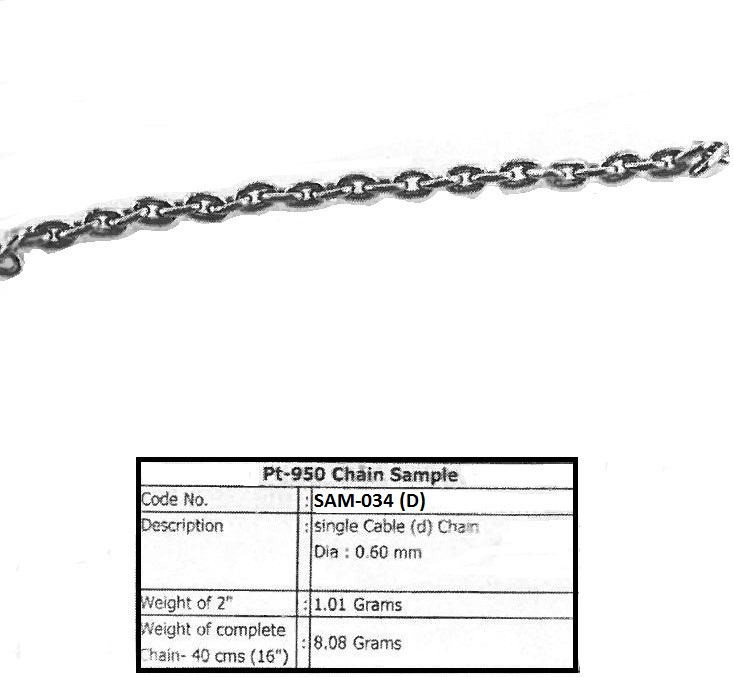 Pt-950 Chain Sample
Code No. : SAM-034 (D)
Description : single Cable (d) Chain
Dia : 0.60 mm
Weight of 2" : 1.01 Grams
Weight of complete
Chain- 40 cms (16") : 8.08 Grams